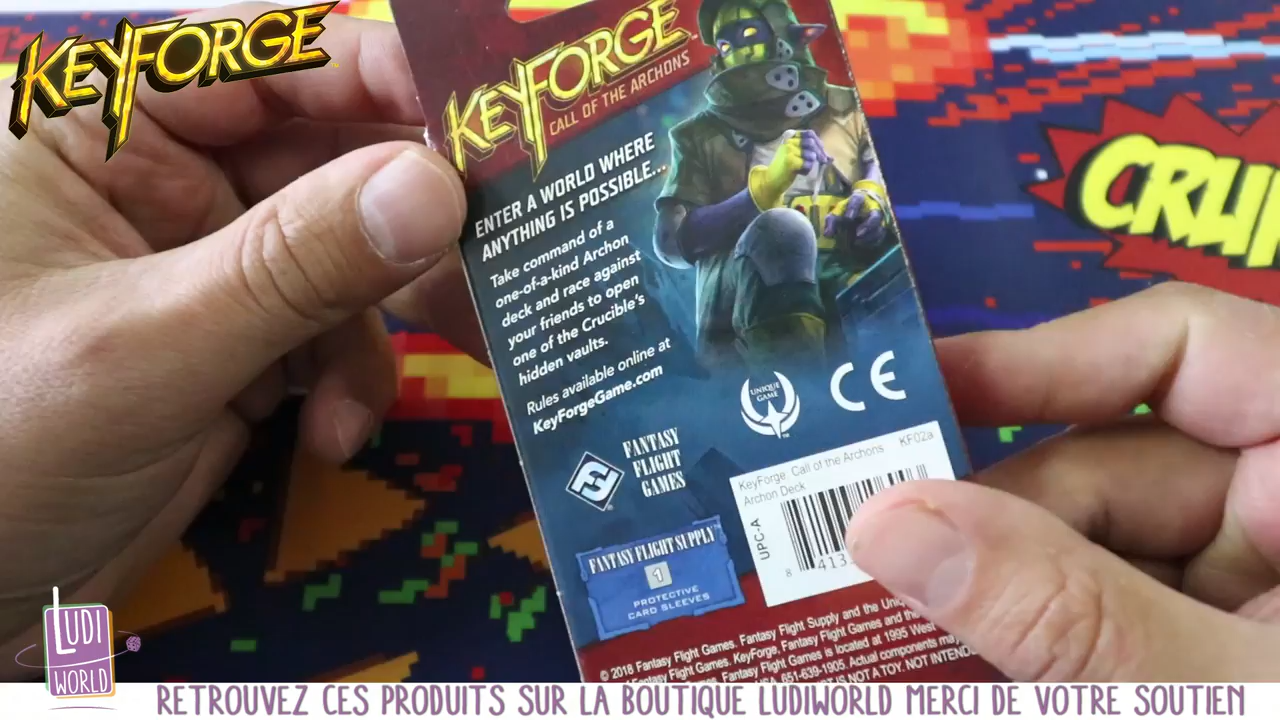 KEYFORGE
KEYFORGE
CALL OF THE ARCHONS
ENTER A WORLD WHERE
ANYTHING IS POSSIBLE...
Take command of a
one-of-a-kind Archon
deck and race against
your friends to open
one of the Crucible's
hidden vaults.
Rules available online at
KeyForgeGame.com
UNIQUE
GAME
CE
FANTASY
FLIGHT
GAMES
FANTASY FLIGHT SUPPLY
1
PROTECTIVE
CARD SLEEVES
KeyForge: Call of the Archons KF02a
Archon Deck
UPC-A
8 413
© 2018 Fantasy Flight Games. Fantasy Flight Supply and the
Flight Games. KeyForge, Fantasy Flight Games and the
Fantasy Flight Games is located at 1995 West
USA. 651-639-1905. Actual components may
IS NOT A TOY. NOT
LUDI
WORLD
RETROUVEZ CES PRODUITS SUR LA BOUTIQUE LUDIWORLD MERCI DE VOTRE SOUTIEN